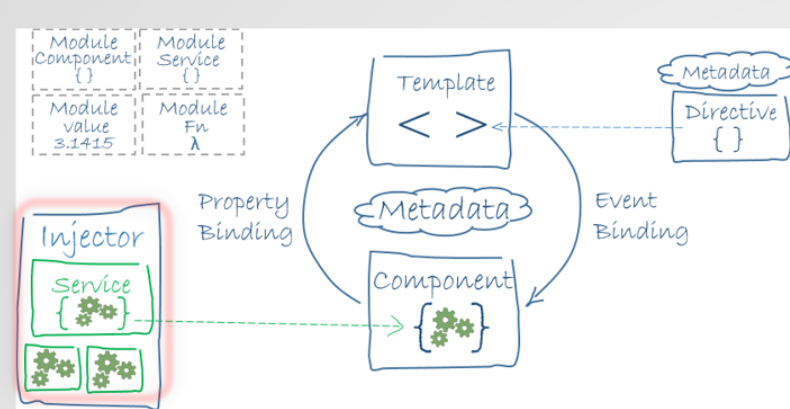 Module
Component
{ }
Module
Service
{ }
Module
value
3.1415
Module
Fn
λ
Template
< >
Metadata
Directive
{ }
Property
Binding
Metadata
Event
Binding
Injector
Service
{ }
Component
{ }